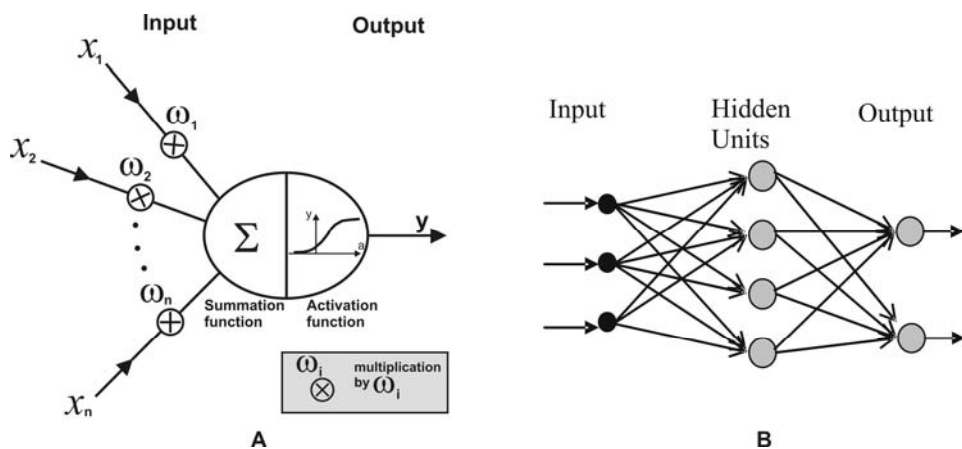 Input
Output
x1
ω1
x2
ω2
ωn
xn
Σ
y
a
y
Summation
function
Activation
function
ωi
multiplication
by ωi
A
Input
Hidden
Units
Output
B